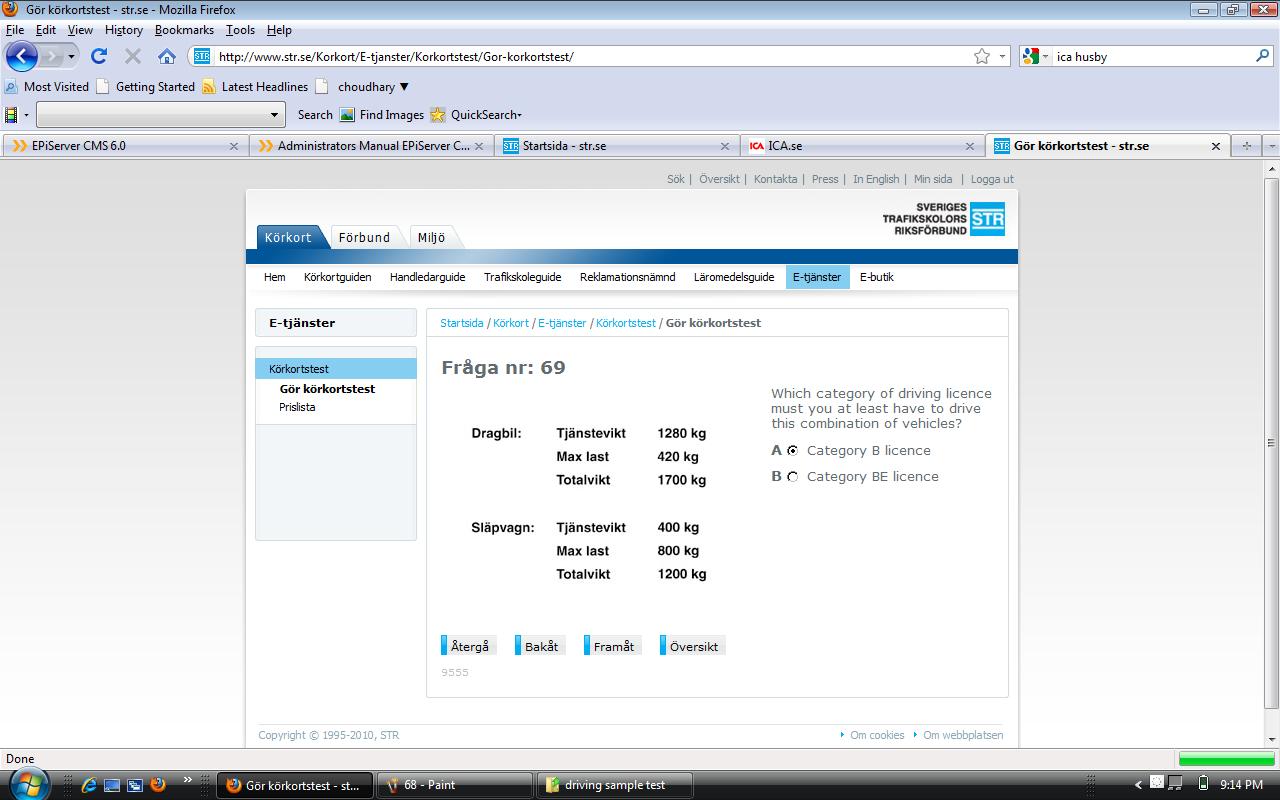 Gör körkortstest - str.se - Mozilla Firefox
File Edit View History Bookmarks Tools Help
STR http://www.str.se/Korkort/E-tjanster/Korkortstest/Gor-korkortstest/ ica husby
Most Visited Getting Started Latest Headlines choudhary
Search Find Images QuickSearch
EPiServer CMS 6.0 Administrators Manual EPiServer C... STR Startsida - str.se ICA ICA.se STR Gör körkortstest - str.se
Sök | Översikt | Kontakta | Press | In English | Min sida | Logga ut
SVERIGES
TRAFIKSKOLORS STR
RIKSFÖRBUND
Körkort Förbund Miljö
Hem Körkortguiden Handledarguide Trafikskoleguide Reklamationsnämnd Läromedelsguide E-tjänster E-butik
E-tjänster
Körkortstest
Gör körkortstest
Prislista
Startsida / Körkort / E-tjänster / Körkortstest / Gör körkortstest
Fråga nr: 69
Dragbil: Tjänstevikt 1280 kg
Max last 420 kg
Totalvikt 1700 kg
Släpvagn: Tjänstevikt 400 kg
Max last 800 kg
Totalvikt 1200 kg
Which category of driving licence
must you at least have to drive
this combination of vehicles?
A Category B licence
B Category BE licence
Återgå Bakåt Framåt Översikt
9555
Copyright © 1995-2010, STR Om cookies Om webbplatsen
Done
Gör körkortstest - st... 68 - Paint driving sample test 9:14 PM